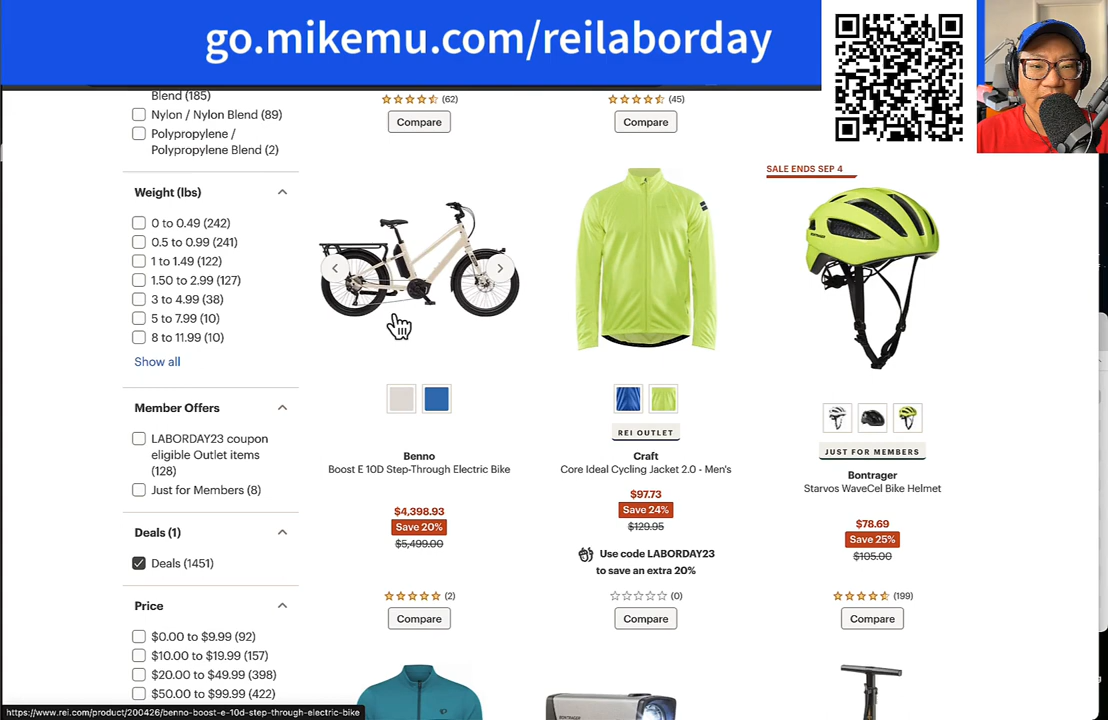 go.mikemu.com/reilaborday
Blend (185)
Nylon / Nylon Blend (89)
Polypropylene /
Polypropylene Blend (2)
Weight (lbs)
0 to 0.49 (242)
0.5 to 0.99 (241)
1 to 1.49 (122)
1.50 to 2.99 (127)
3 to 4.99 (38)
5 to 7.99 (10)
8 to 11.99 (10)
Show all
Member Offers
LABORDAY23 coupon
eligible Outlet items
(128)
Just for Members (8)
Deals (1)
Deals (1451)
Price
$0.00 to $9.99 (92)
$10.00 to $19.99 (157)
$20.00 to $49.99 (398)
$50.00 to $99.99 (422)
(62)
Compare
(45)
Compare
Benno
Boost E 10D Step-Through Electric Bike
$4,398.93
Save 20%
$5,499.00
(2)
Compare
REI OUTLET
Craft
Core Ideal Cycling Jacket 2.0 - Men's
$97.73
Save 24%
$129.95
Use code LABORDAY23
to save an extra 20%
(0)
Compare
SALE ENDS SEP 4
JUST FOR MEMBERS
Bontrager
Starvos WaveCel Bike Helmet
$78.69
Save 25%
$105.00
(199)
Compare
https://www.rei.com/product/200426/benno-boost-e-10d-step-through-electric-bike